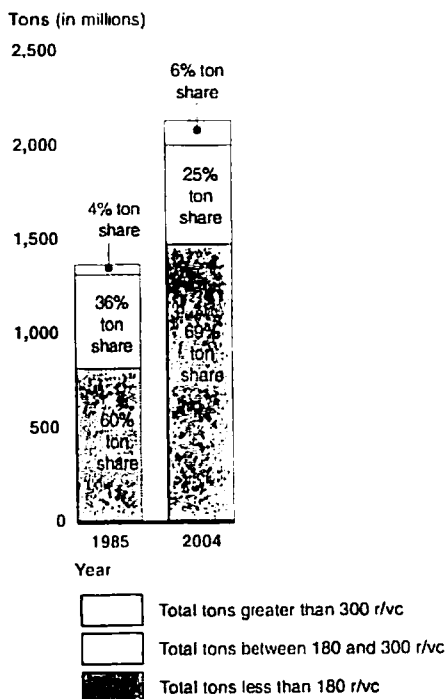 Tons (in millions)
2,500
2,000
1,500
1,000
500
0
4% ton
share
36%
ton
share
60%
ton
share
6% ton
share
25%
ton
share
69%
ton
share
1985
2004
Year
Total tons greater than 300 r/vc
Total tons between 180 and 300 r/vc
Total tons less than 180 r/vc